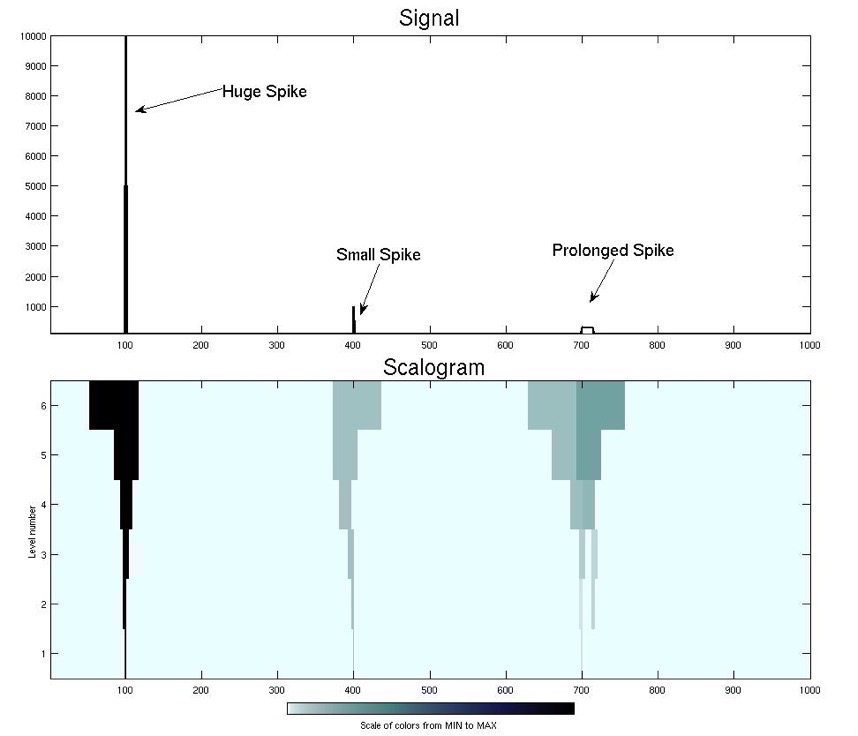 Signal
10000
9000
8000
7000
6000
5000
4000
3000
2000
1000
Huge Spike
Small Spike
Prolonged Spike
100 200 300 400 500 600 700 800 900 1000
Scalogram
Level number
6
5
4
3
2
1
100 200 300 400 500 600 700 800 900 1000
Scale of colors from MIN to MAX